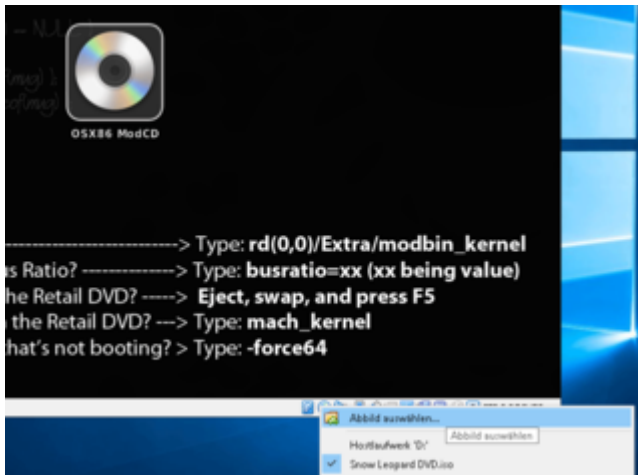 OSX86 ModCD
-------------------------> Type: rd(0,0)/Extra/modbin_kernel
us Ratio? --------------> Type: busratio=xx (xx being value)
he Retail DVD? -----> Eject, swap, and press F5
the Retail DVD? ---> Type: mach_kernel
hat's not booting? > Type: -force64
Abbild auswählen...
Abbild auswählen
Hostlaufwerk 'D:'
Snow Leopard DVD.iso